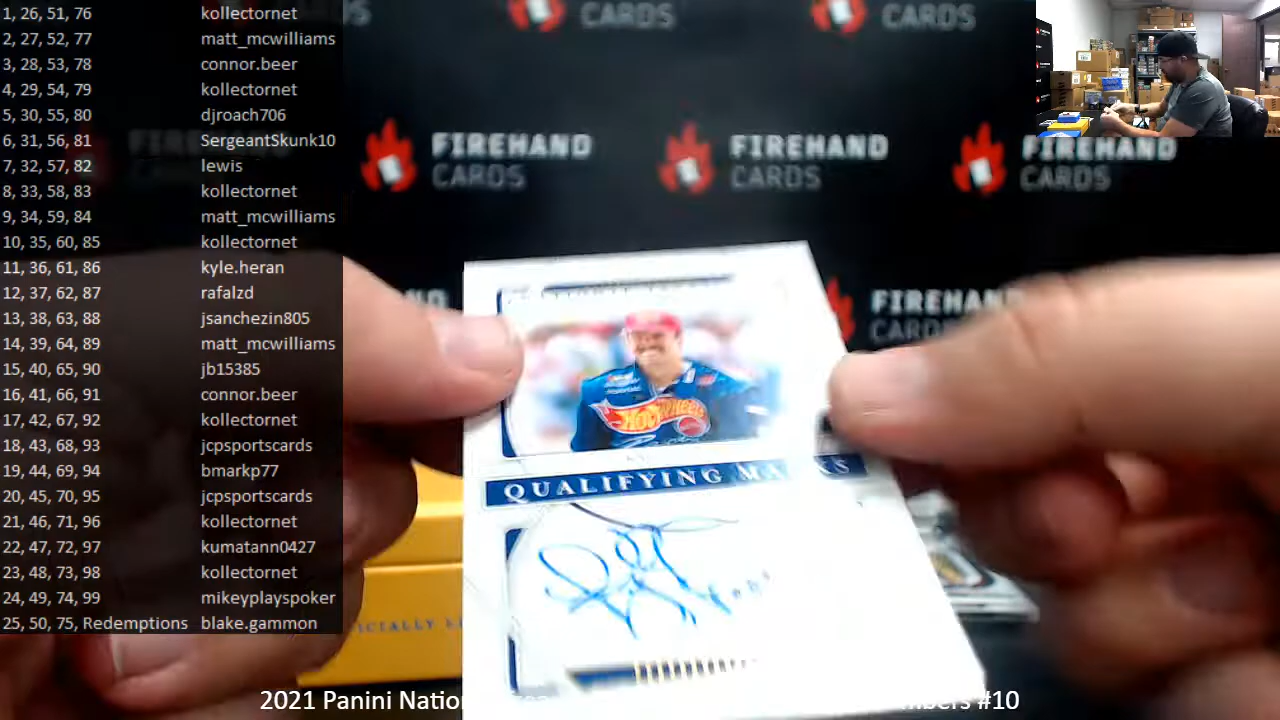 1, 26, 51, 76 kollectornet
2, 27, 52, 77 matt_mcwilliams
3, 28, 53, 78 connor.beer
4, 29, 54, 79 kollectornet
5, 30, 55, 80 djroach706
6, 31, 56, 81 SergeantSkunk10
7, 32, 57, 82 lewis
8, 33, 58, 83 kollectornet
9, 34, 59, 84 matt_mcwilliams
10, 35, 60, 85 kollectornet
11, 36, 61, 86 kyle.heran
12, 37, 62, 87 rafalzd
13, 38, 63, 88 jsanchezin805
14, 39, 64, 89 matt_mcwilliams
15, 40, 65, 90 jb15385
16, 41, 66, 91 connor.beer
17, 42, 67, 92 kollectornet
18, 43, 68, 93 jcpsportscards
19, 44, 69, 94 bmarkp77
20, 45, 70, 95 jcpsportscards
21, 46, 71, 96 kollectornet
22, 47, 72, 97 kumatann0427
23, 48, 73, 98 kollectornet
24, 49, 74, 99 mikeyplayspoker
25, 50, 75, Redemptions blake.gammon
CARDS CARDS
FIREHAND CARDS
FIREHAND CARDS
FIREHAND CARDS
FIREHAND CARDS
Hot Wheels
QUALIFYING
2021 Panini #10